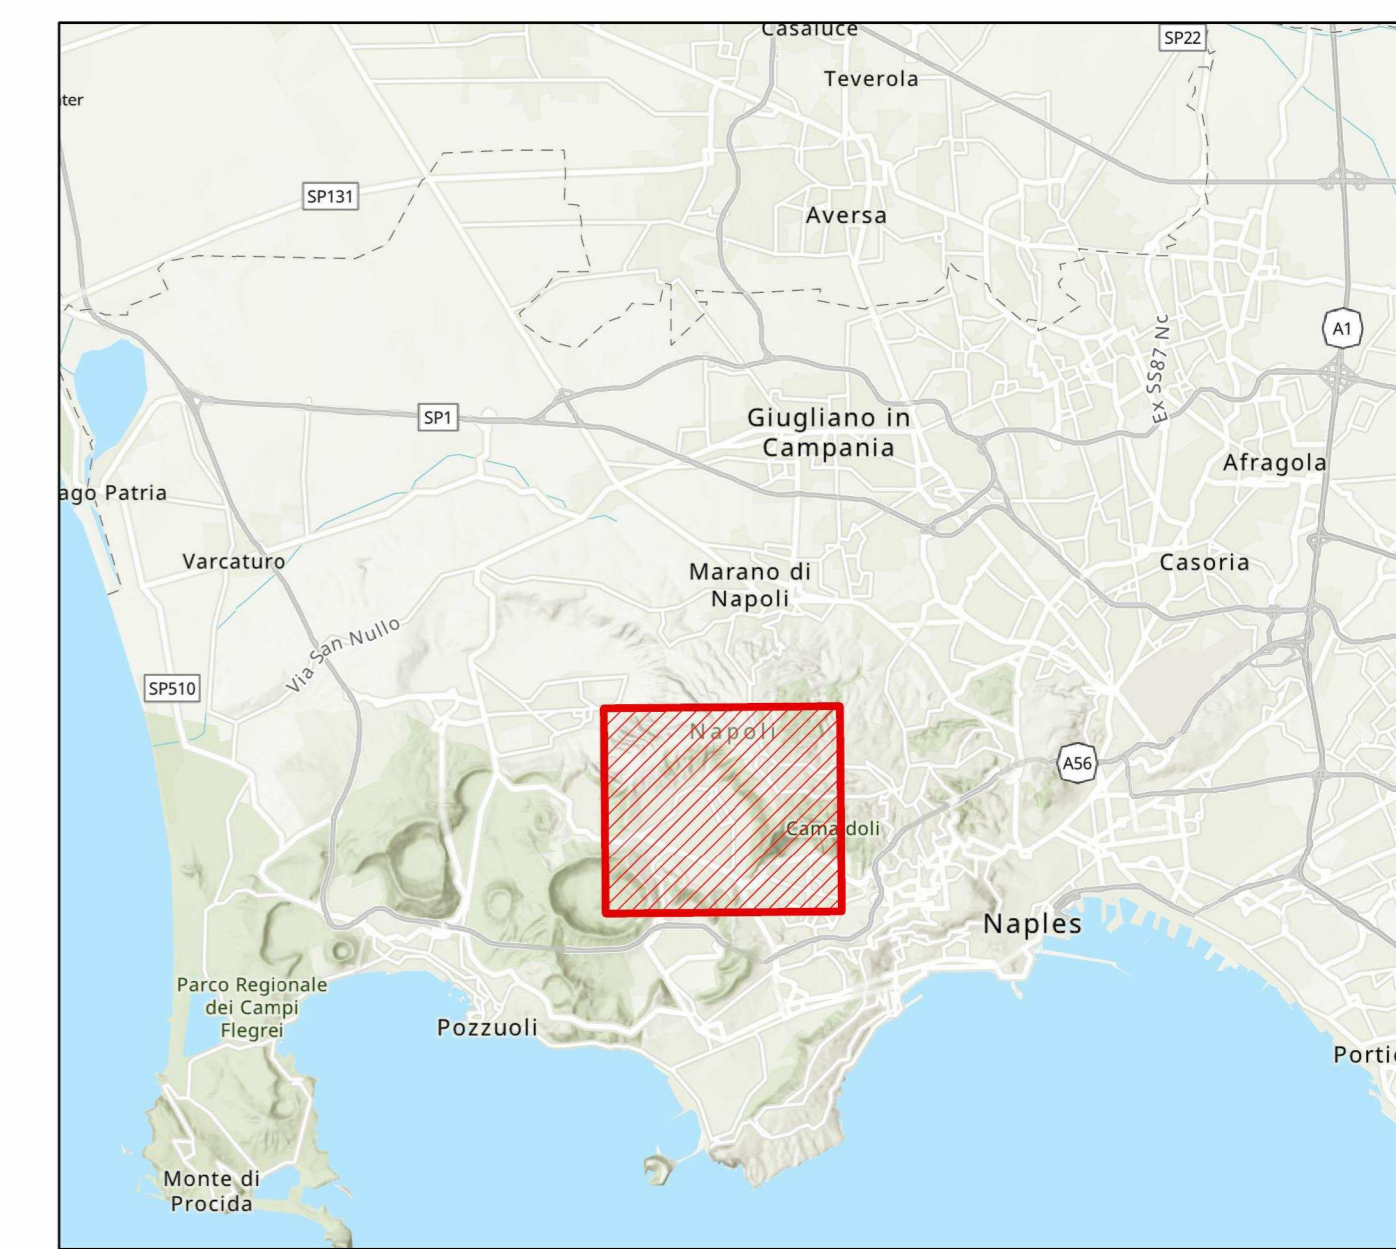 Casaluce
SP22
Teverola
ter
SP131
Aversa
A1
Ex SS87 Nc
SP1
Giugliano in
Campania
Afragola
ago Patria
Varcaturo
Casoria
Marano di
Napoli
Via San Nullo
SP510
Napoli
A56
Camaldoli
Naples
Parco Regionale
dei Campi
Flegrei
Pozzuoli
Porti
Monte di
Procida